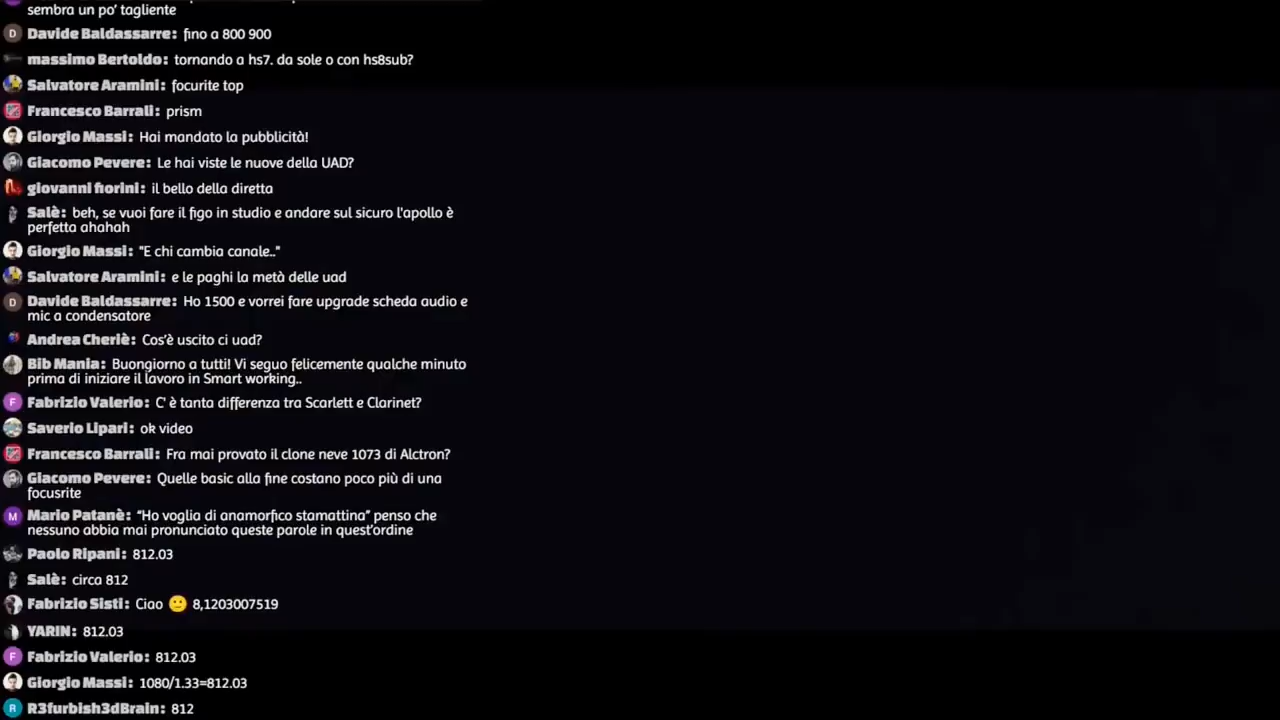 sembra un po' tagliente
Davide Baldassarre: fino a 800 900
massimo Bertoldo: tornando a hs7. da sole o con hs8sub?
Salvatore Aramini: focurite top
Francesco Barrali: prism
Giorgio Massi: Hai mandato la pubblicità!
Giacomo Pevere: Le hai viste le nuove della UAD?
giovanni fiorini: il bello della diretta
Salè: beh, se vuoi fare il figo in studio e andare sul sicuro l'apollo è
perfetta ahahah
Giorgio Massi: "E chi cambia canale.."
Salvatore Aramini: e le paghi la metà delle uad
Davide Baldassarre: Ho 1500 e vorrei fare upgrade scheda audio e
mic a condensatore
Andrea Cheriè: Cos'è uscito ci uad?
Bib Mania: Buongiorno a tutti! Vi seguo felicemente qualche minuto
prima di iniziare il lavoro in Smart working..
F Fabrizio Valerio: C' è tanta differenza tra Scarlett e Clarinet?
Saverio Lipari: ok video
Francesco Barrali: Fra mai provato il clone neve 1073 di Alctron?
Giacomo Pevere: Quelle basic alla fine costano poco più di una
focusrite
M Mario Patanè: “Ho voglia di anamorfico stamattina” penso che
nessuno abbia mai pronunciato queste parole in quest'ordine
Paolo Ripani: 812.03
Salè: circa 812
Fabrizio Sisti: Ciao 🙂 8,1203007519
YARIN: 812.03
F Fabrizio Valerio: 812.03
Giorgio Massi: 1080/1.33=812.03
R R3furbish3dBrain: 812